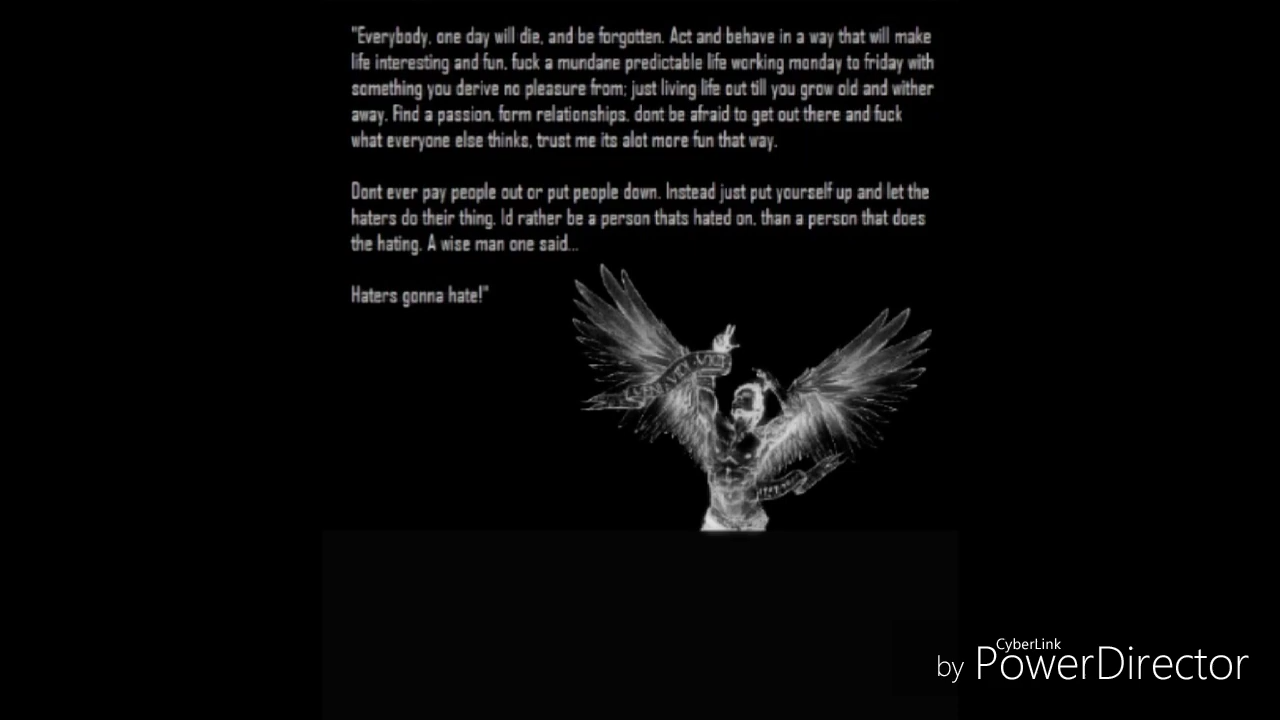 "Everybody, one day will die, and be forgotten. Act and behave in a way that will make
life interesting and fun. fuck a mundane predictable life working monday to friday with
something you derive no pleasure from; just living life out till you grow old and wither
away. Find a passion, form relationships. dont be afraid to get out there and fuck
what everyone else thinks, trust me its alot more fun that way.
Dont ever pay people out or put people down. Instead just put yourself up and let the
haters do their thing. Id rather be a person thats hated on. than a person that does
the hating. A wise man one said...
Haters gonna hate!"
CyberLink
by PowerDirector